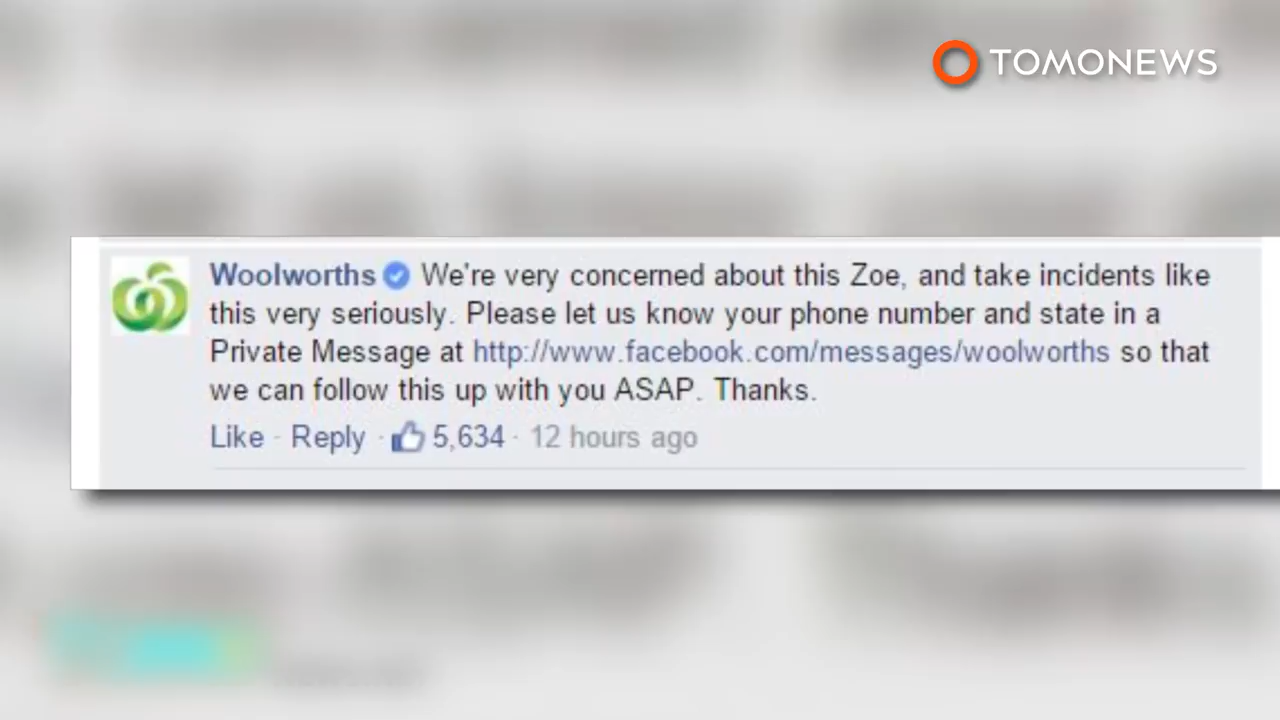 TOMONEWS
Woolworths We're very concerned about this Zoe, and take incidents like
this very seriously. Please let us know your phone number and state in a
Private Message at http://www.facebook.com/messages/woolworths so that
we can follow this up with you ASAP. Thanks.
Like · Reply · 5,634 · 12 hours ago